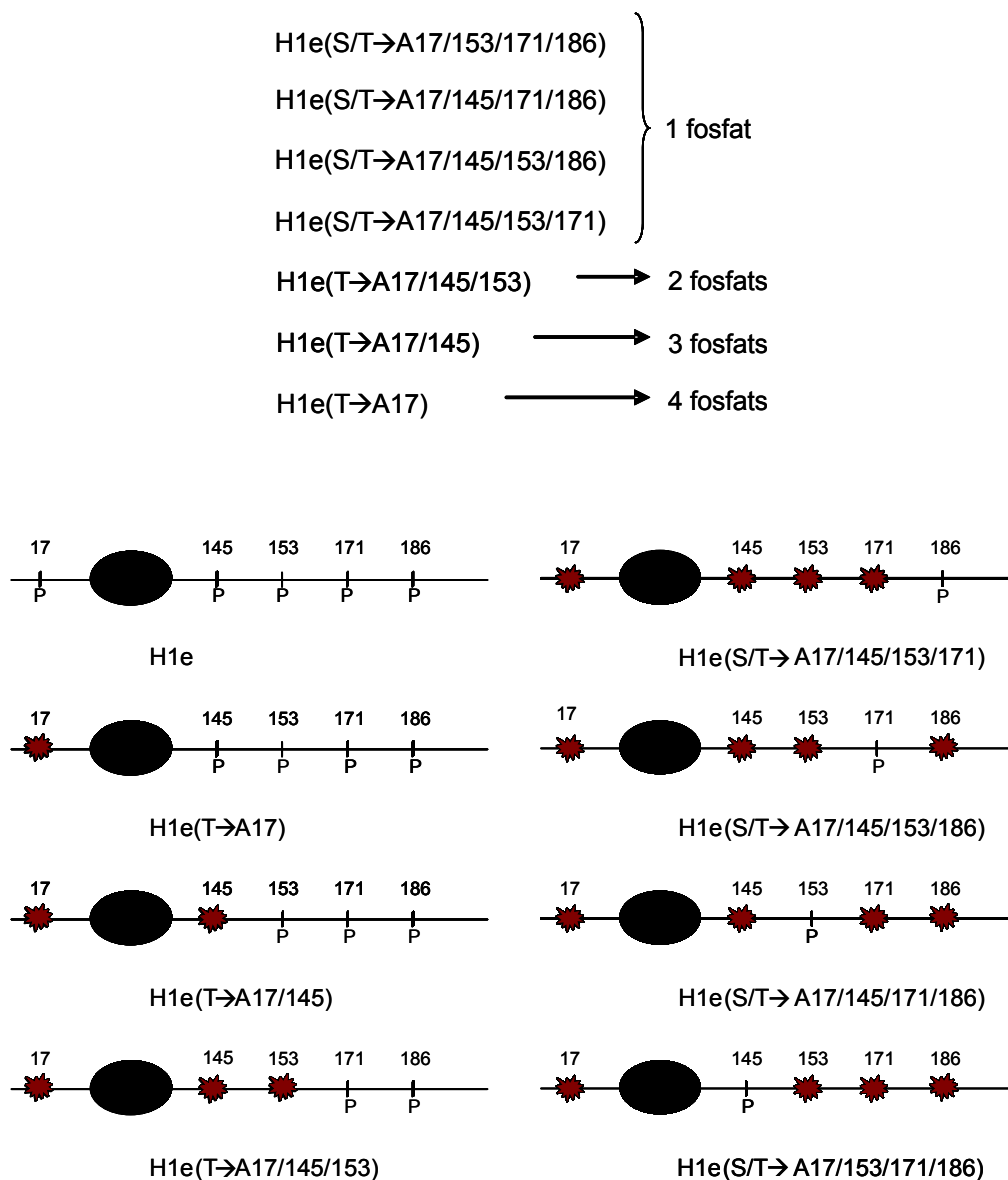 H1e(S/T→A17/153/171/186)
H1e(S/T→A17/145/171/186)
1 fosfat
H1e(S/T→A17/145/153/186)
H1e(S/T→A17/145/153/171)
H1e(T→A17/145/153) → 2 fosfats
H1e(T→A17/145) → 3 fosfats
H1e(T→A17) → 4 fosfats
17 145 153 171 186
P P P P P
H1e
17 145 153 171 186
P
H1e(S/T→ A17/145/153/171)
17 145 153 171 186
P P P P
H1e(T→A17)
17 145 153 171 186
P
H1e(S/T→ A17/145/153/186)
17 145 153 171 186
P P P
H1e(T→A17/145)
17 145 153 171 186
P
H1e(S/T→ A17/145/171/186)
17 145 153 171 186
P P
H1e(T→A17/145/153)
17 145 153 171 186
P
H1e(S/T→ A17/153/171/186)